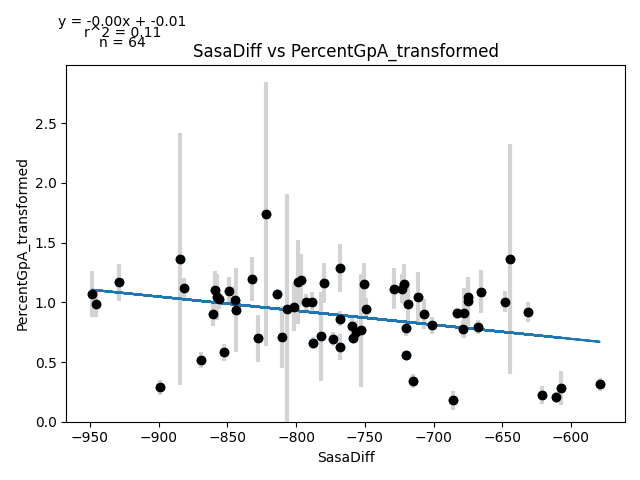 y = -0.00x + -0.01
r^2 = 0.11
n = 64
SasaDiff vs PercentGpA_transformed
2.5
2.0
1.5
1.0
0.5
0.0
PercentGpA_transformed
−950 −900 −850 −800 −750 −700 −650 −600
SasaDiff